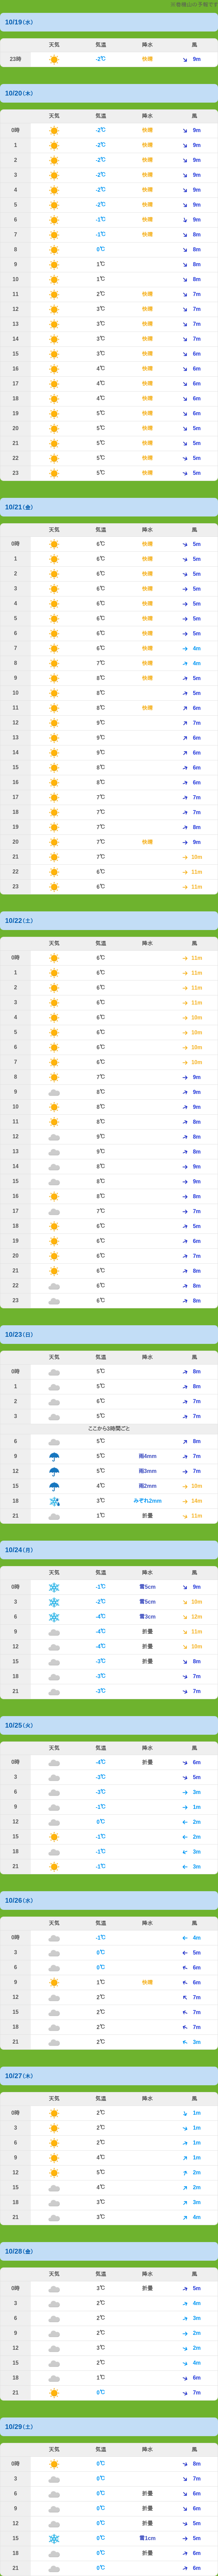 ※磐梯山の予報です
10/19(水)
天気 気温 降水 風
23時 -2℃ 快晴 9m
10/20(木)
天気 気温 降水 風
0時 -2℃ 快晴 9m
1 -2℃ 快晴 9m
2 -2℃ 快晴 9m
3 -2℃ 快晴 9m
4 -2℃ 快晴 9m
5 -2℃ 快晴 9m
6 -1℃ 快晴 9m
7 -1℃ 快晴 8m
8 0℃ 8m
9 1℃ 8m
10 1℃ 8m
11 2℃ 快晴 7m
12 3℃ 快晴 7m
13 3℃ 快晴 7m
14 3℃ 快晴 7m
15 3℃ 快晴 6m
16 4℃ 快晴 6m
17 4℃ 快晴 6m
18 4℃ 快晴 6m
19 5℃ 快晴 6m
20 5℃ 快晴 5m
21 5℃ 快晴 5m
22 5℃ 快晴 5m
23 5℃ 快晴 5m
10/21(金)
天気 気温 降水 風
0時 6℃ 快晴 5m
1 6℃ 快晴 5m
2 6℃ 快晴 5m
3 6℃ 快晴 5m
4 6℃ 快晴 5m
5 6℃ 快晴 5m
6 6℃ 快晴 5m
7 6℃ 快晴 4m
8 7℃ 快晴 4m
9 8℃ 快晴 5m
10 8℃ 5m
11 8℃ 快晴 6m
12 9℃ 7m
13 9℃ 6m
14 9℃ 6m
15 8℃ 6m
16 8℃ 6m
17 7℃ 7m
18 7℃ 7m
19 7℃ 8m
20 7℃ 快晴 9m
21 7℃ 10m
22 6℃ 11m
23 6℃ 11m
10/22(土)
天気 気温 降水 風
0時 6℃ 11m
1 6℃ 11m
2 6℃ 11m
3 6℃ 11m
4 6℃ 10m
5 6℃ 10m
6 6℃ 10m
7 6℃ 10m
8 7℃ 9m
9 8℃ 9m
10 8℃ 9m
11 8℃ 8m
12 9℃ 8m
13 9℃ 8m
14 8℃ 9m
15 8℃ 9m
16 8℃ 8m
17 7℃ 7m
18 6℃ 5m
19 6℃ 6m
20 6℃ 7m
21 6℃ 8m
22 6℃ 8m
23 6℃ 8m
10/23(日)
天気 気温 降水 風
0時 5℃ 8m
1 5℃ 8m
2 6℃ 7m
3 5℃ 7m
ここから3時間ごと
6 5℃ 8m
9 5℃ 雨4mm 7m
12 5℃ 雨3mm 7m
15 4℃ 雨2mm 10m
18 3℃ みぞれ2mm 14m
21 1℃ 折曇 11m
10/24(月)
天気 気温 降水 風
0時 -1℃ 雪5cm 9m
3 -2℃ 雪5cm 10m
6 -4℃ 雪3cm 12m
9 -4℃ 折曇 11m
12 -4℃ 折曇 10m
15 -3℃ 折曇 8m
18 -3℃ 7m
21 -3℃ 7m
10/25(火)
天気 気温 降水 風
0時 -4℃ 折曇 6m
3 -3℃ 5m
6 -3℃ 3m
9 -1℃ 1m
12 0℃ 2m
15 -1℃ 2m
18 -1℃ 3m
21 -1℃ 3m
10/26(水)
天気 気温 降水 風
0時 -1℃ 4m
3 0℃ 5m
6 0℃ 6m
9 1℃ 快晴 6m
12 2℃ 7m
15 2℃ 7m
18 2℃ 7m
21 2℃ 3m
10/27(木)
天気 気温 降水 風
0時 2℃ 1m
3 2℃ 1m
6 2℃ 1m
9 4℃ 1m
12 5℃ 2m
15 4℃ 2m
18 3℃ 3m
21 3℃ 4m
10/28(金)
天気 気温 降水 風
0時 3℃ 折曇 5m
3 2℃ 4m
6 2℃ 3m
9 2℃ 2m
12 3℃ 2m
15 2℃ 4m
18 1℃ 6m
21 0℃ 7m
10/29(土)
天気 気温 降水 風
0時 0℃ 8m
3 0℃ 7m
6 0℃ 折曇 6m
9 0℃ 折曇 6m
12 0℃ 折曇 5m
15 0℃ 雪1cm 5m
18 0℃ 折曇 6m
21 0℃ 6m